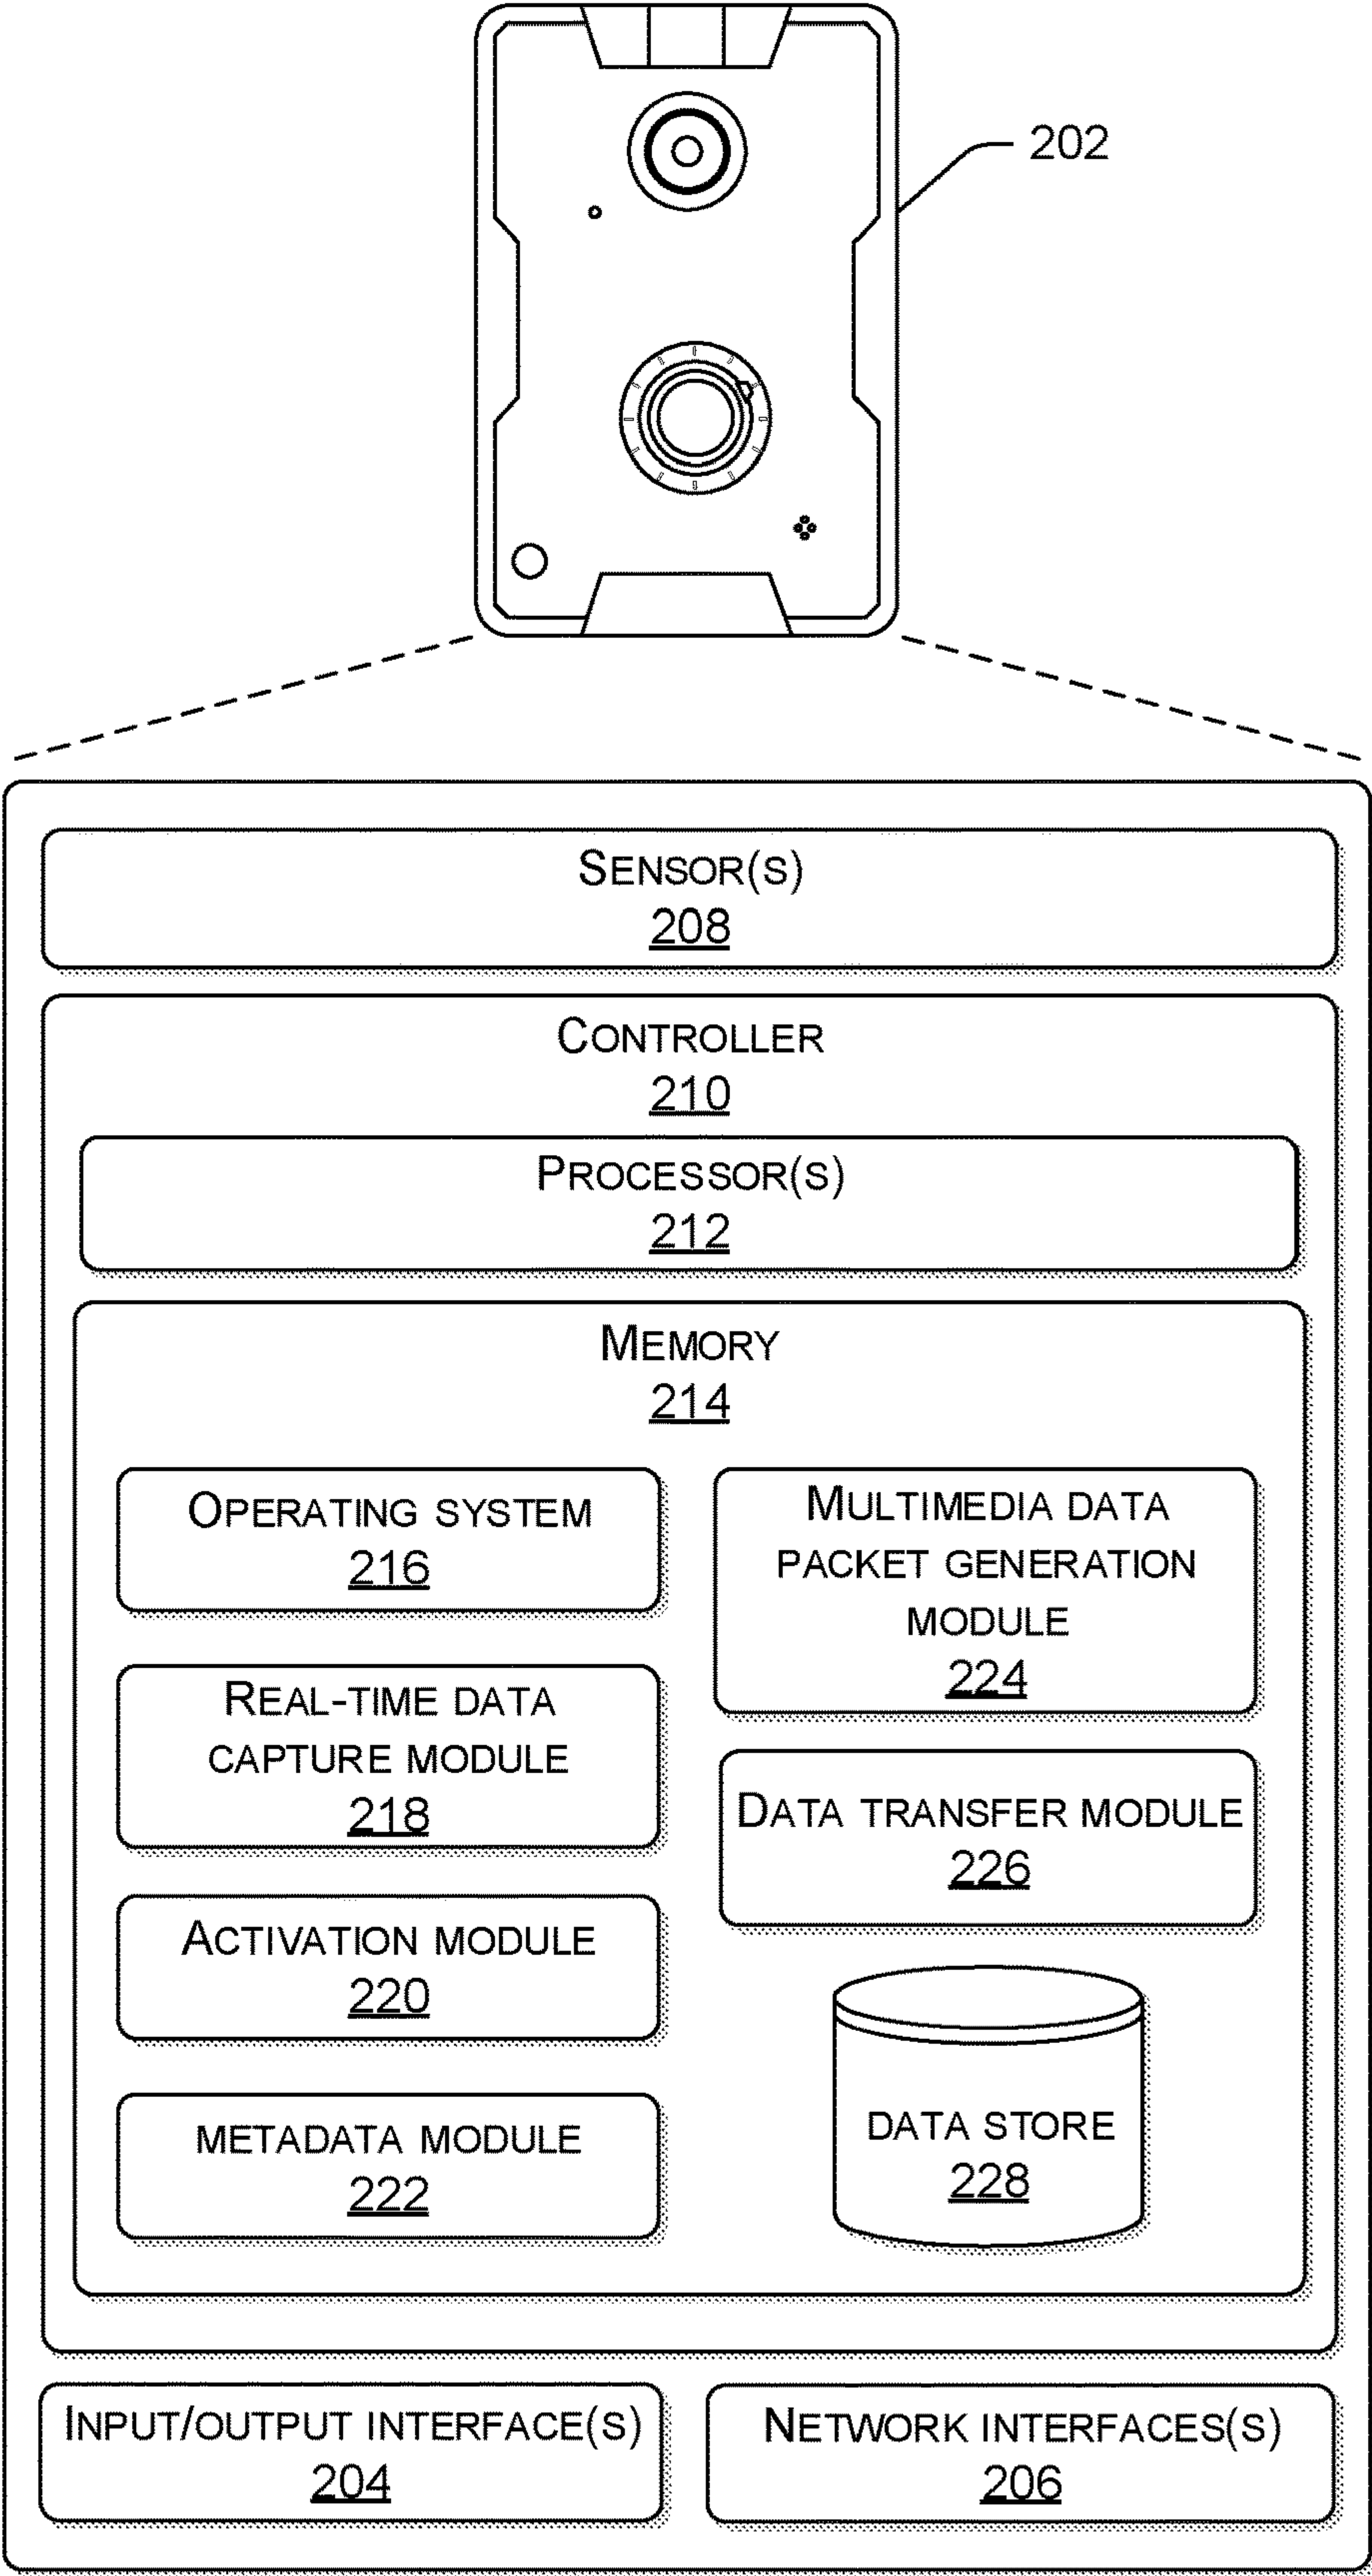 202
SENSOR(S)
208
CONTROLLER
210
PROCESSOR(S)
212
MEMORY
214
OPERATING SYSTEM
216
REAL-TIME DATA
CAPTURE MODULE
218
ACTIVATION MODULE
220
METADATA MODULE
222
MULTIMEDIA DATA
PACKET GENERATION
MODULE
224
DATA TRANSFER MODULE
226
DATA STORE
228
INPUT/OUTPUT INTERFACE(S)
204
NETWORK INTERFACES(S)
206